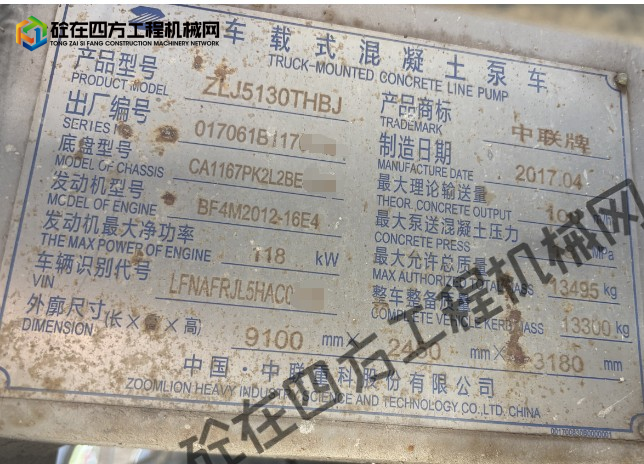 砼在四方工程机械网
TONG ZAI SI FANG CONSTRUCTION MACHINERY NETWORK
车载式混凝土泵车
TRUCK-MOUNTED CONCRETE LINE PUMP
产品型号 ZLJ5130THBJ
PRODUCT MODEL
产品商标 中联牌
TRADEMARK
出厂编号 017061B1170
SERIES NO
制造日期 2017.04
MANUFACTURE DATE
底盘型号 CA1167PK2L2BE
MODEL OF CHASSIS
最大理论输送量
THEOR.CONCRETE OUTPUT
发动机型号 BF4M2012-16E4
MODEL OF ENGINE
最大泵送混凝土压力 MPa
CONCRETE PRESS
发动机最大净功率 118 kW
THE MAX POWER OF ENGINE
最大允许总质量 13495 kg
MAX AUTHORIZED TOTAL MASS
车辆识别代号 LFNAFRJL5HAC0
VIN
整车整备质量 13300 kg
COMPLETE VEHICLE KERB MASS
外廓尺寸(长××高) 9100 mm× mm×3180 mm
DIMENSION
中国·中联重科股份有限公司
ZOOMLION HEAVY INDUSTRY SCIENCE AND TECHNOLOGY CO.,LTD. CHINA
砼在四方工程机械网